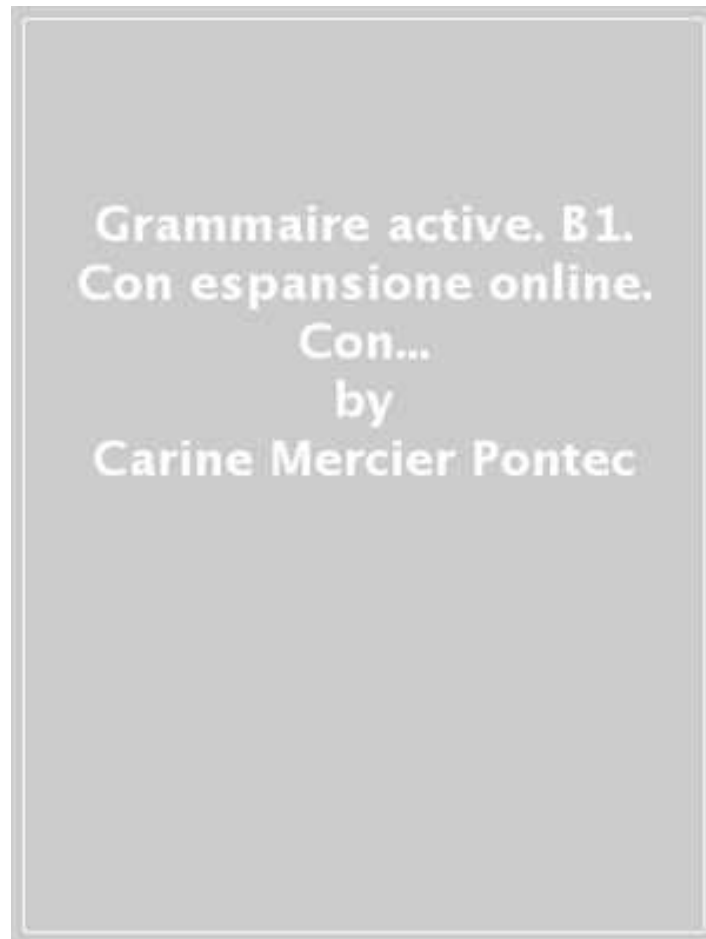 Grammaire active. B1.
Con espansione online.
Con...
by
Carine Mercier Pontec